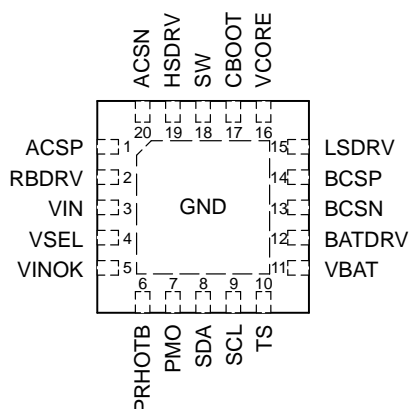 ACSN
HSDRV
SW
CBOOT
VCORE
20 19 18 17 16
ACSP 1 15 LSDRV
RBDRV 2 14 BCSP
VIN 3 GND 13 BCSN
VSEL 4 12 BATDRV
VINOK 5 11 VBAT
6 7 8 9 10
PRHOTB
PMO
SDA
SCL
TS